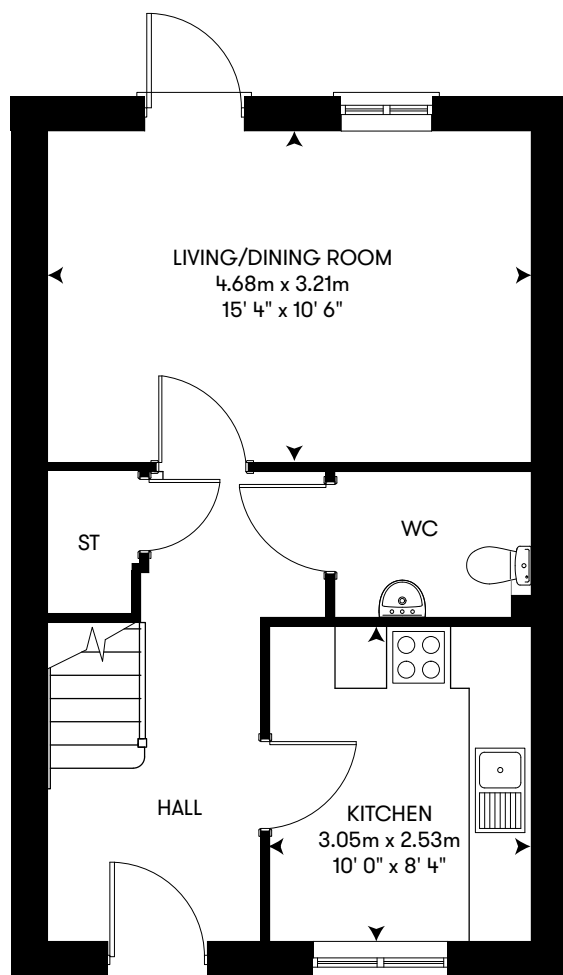 LIVING/DINING ROOM
4.68m x 3.21m
15' 4" x 10' 6"
ST
WC
HALL
KITCHEN
3.05m x 2.53m
10' 0" x 8' 4"